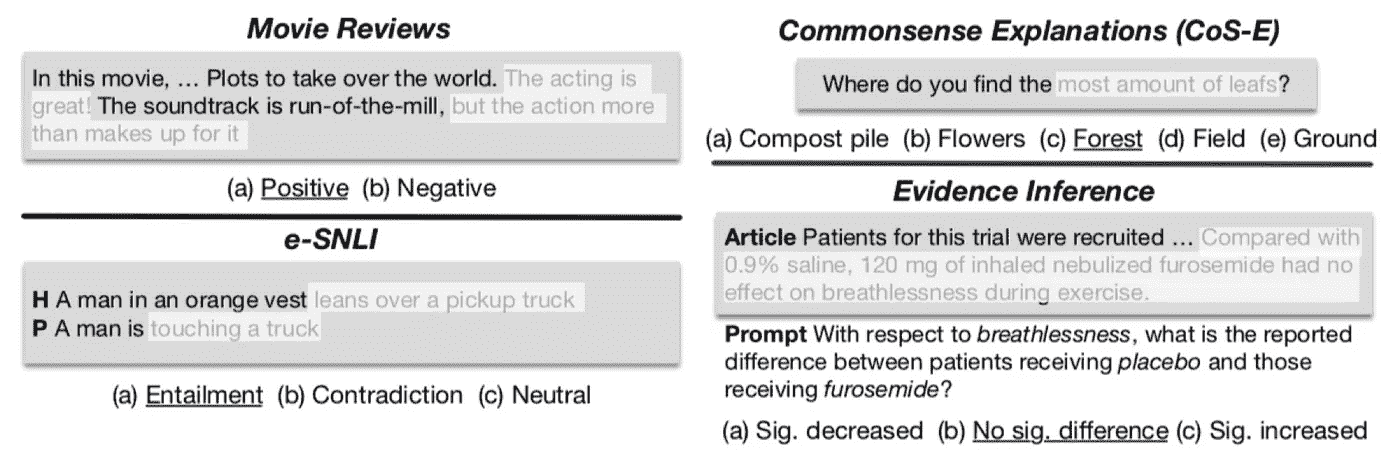 Movie Reviews
In this movie, … Plots to take over the world. The acting is
great! The soundtrack is run-of-the-mill, but the action more
than makes up for it
(a) Positive (b) Negative
e-SNLI
H A man in an orange vest leans over a pickup truck
P A man is touching a truck
(a) Entailment (b) Contradiction (c) Neutral
Commonsense Explanations (CoS-E)
Where do you find the most amount of leafs?
(a) Compost pile (b) Flowers (c) Forest (d) Field (e) Ground
Evidence Inference
Article Patients for this trial were recruited … Compared with
0.9% saline, 120 mg of inhaled nebulized furosemide had no
effect on breathlessness during exercise.
Prompt With respect to breathlessness, what is the reported
difference between patients receiving placebo and those
receiving furosemide?
(a) Sig. decreased (b) No sig. difference (c) Sig. increased